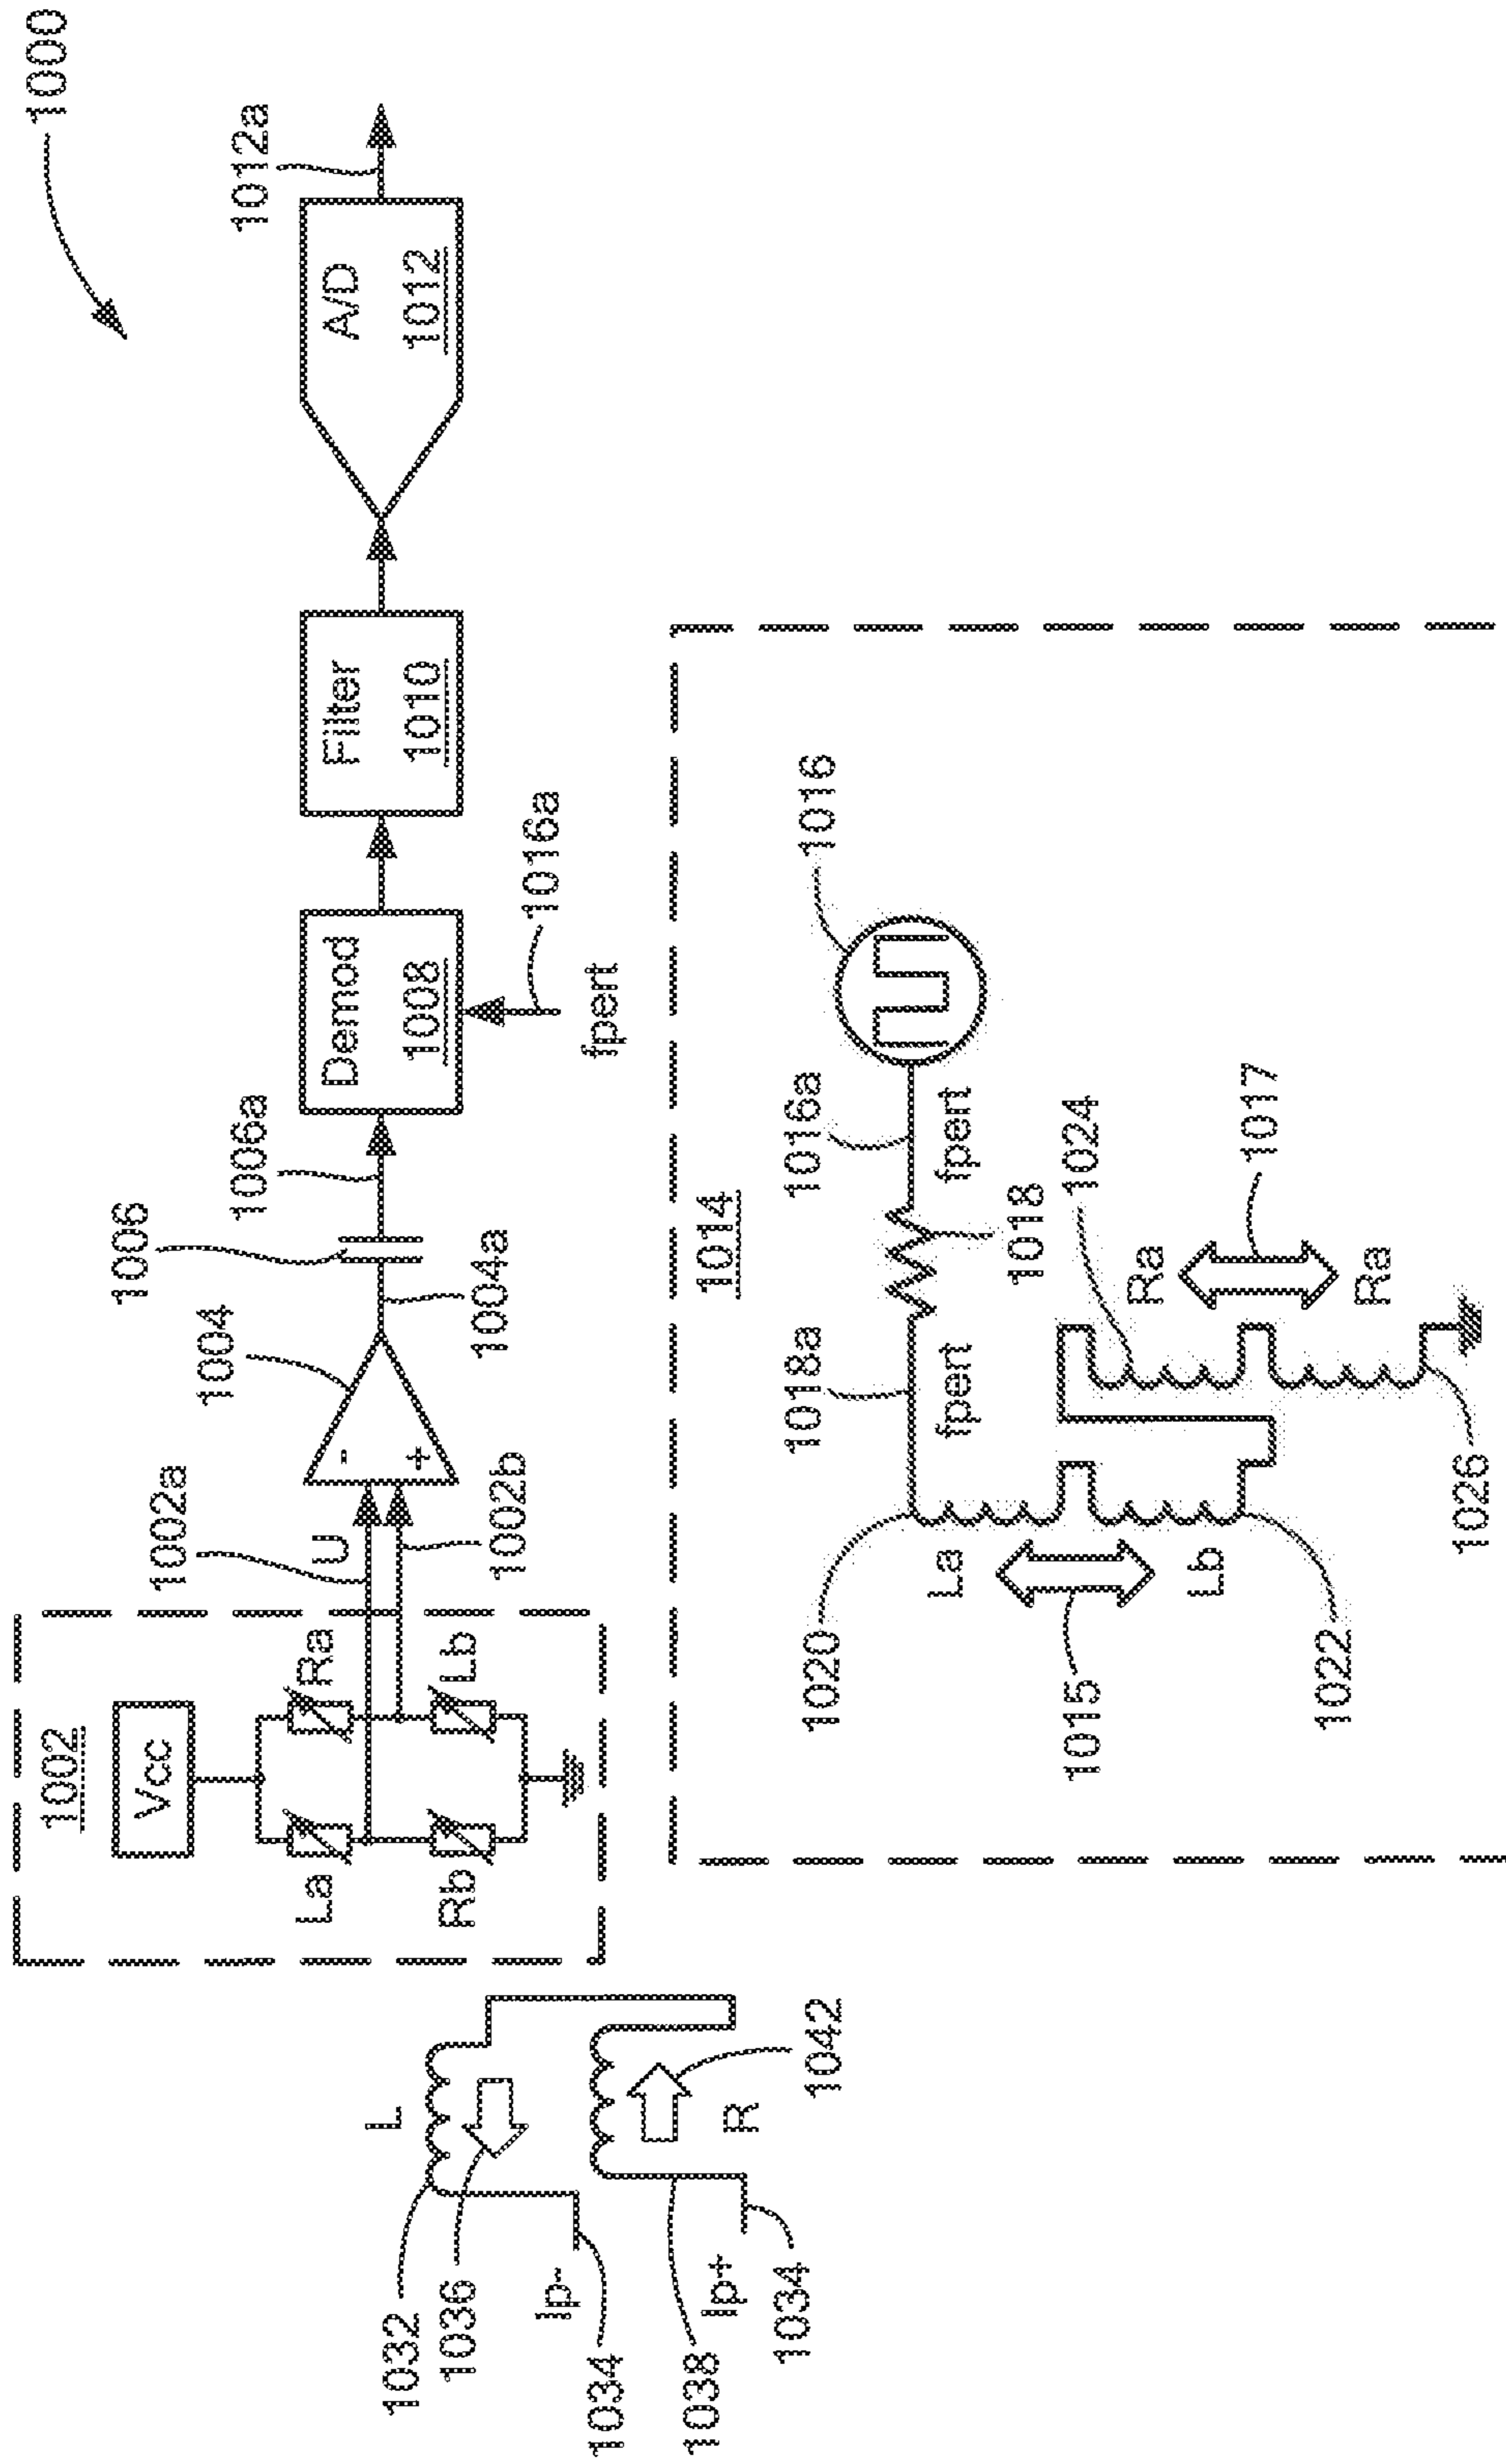 1000
1002
Vcc
La
Ra
Rb
Lb
1002a
U
1002b
1004
-
+
1004a
1006
1006a
Demod
1008
fpert
1016a
Filter
1010
A/D
1012
1012a
L
1032
1036
Ip-
1034
1038
Ip+
1034
R
1042
1014
1016
1016a
fpert
1018
1018a
fpert
1020
La
1015
Lb
1022
1024
Ra
1017
Ra
1026